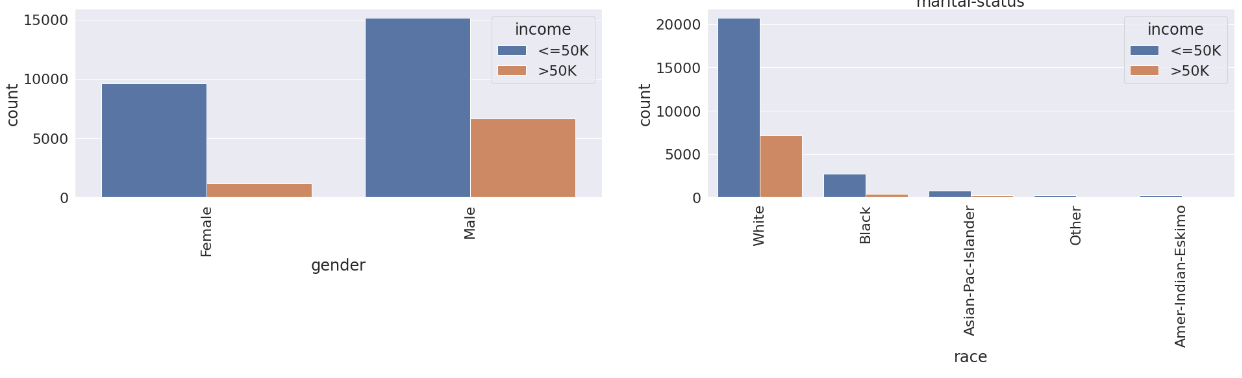 15000
10000
5000
0
count
income
<=50K
>50K
Female
Male
gender
marital-status
20000
15000
10000
5000
0
count
income
<=50K
>50K
White
Black
Asian-Pac-Islander
Other
Amer-Indian-Eskimo
race